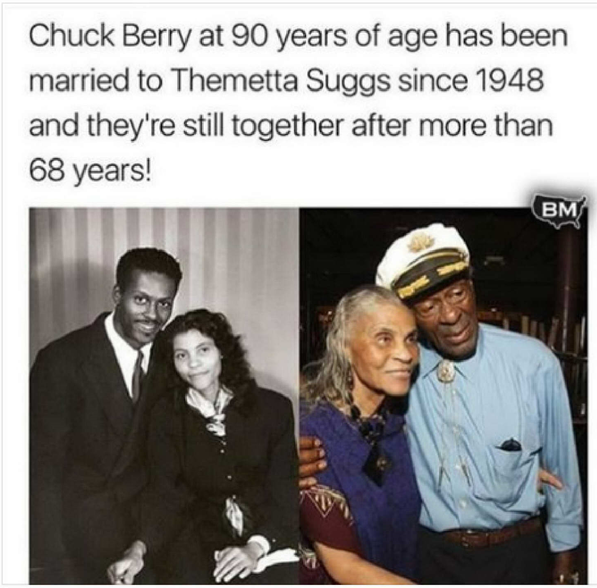 Chuck Berry at 90 years of age has been
married to Themetta Suggs since 1948
and they're still together after more than
68 years!
BM